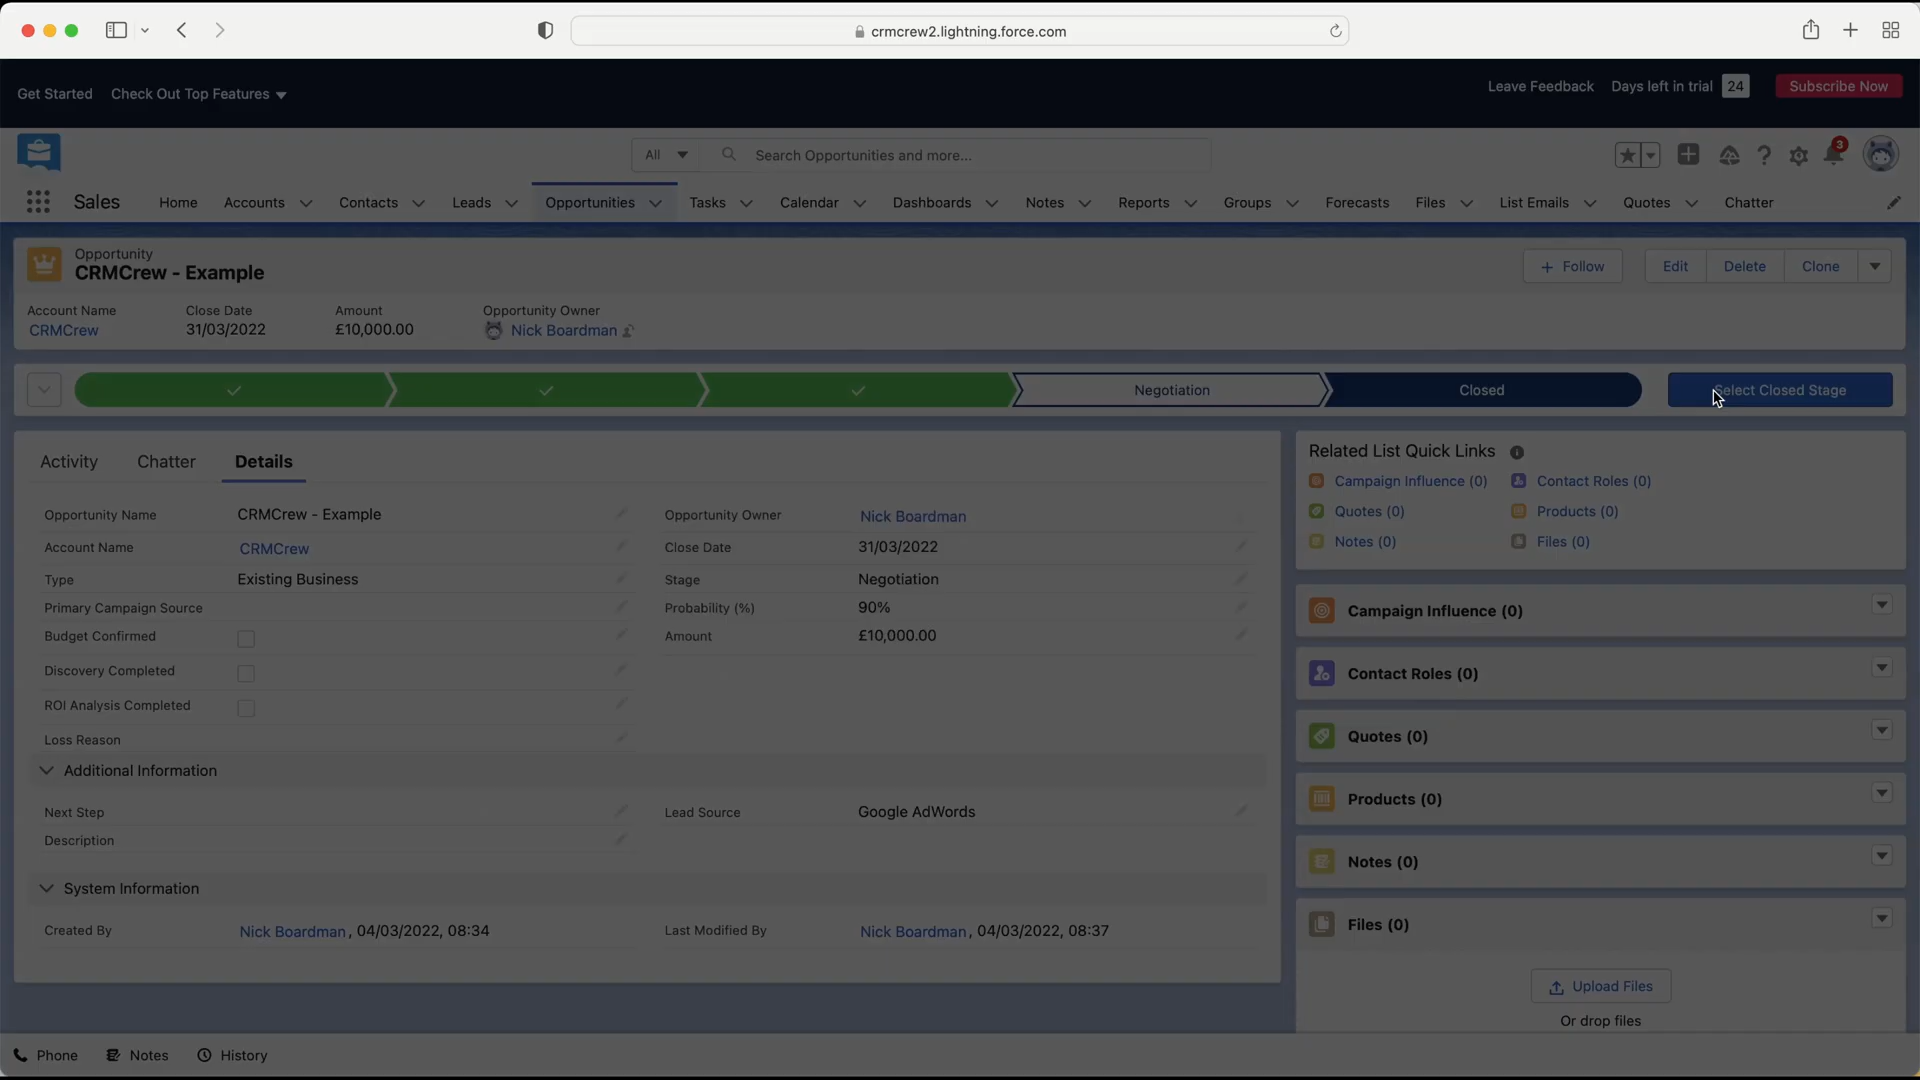 crmcrew2.lightning.force.com
Get Started Check Out Top Features
Leave Feedback Days left in trial 24 Subscribe Now
All Search Opportunities and more...
3
Sales Home Accounts Contacts Leads Opportunities Tasks Calendar Dashboards Notes Reports Groups Forecasts Files List Emails Quotes Chatter
Opportunity
CRMCrew - Example
Follow Edit Delete Clone
Account Name Close Date Amount Opportunity Owner
CRMCrew 31/03/2022 £10,000.00 Nick Boardman
Negotiation Closed Select Closed Stage
Activity Chatter Details
Opportunity Name CRMCrew - Example Opportunity Owner Nick Boardman
Account Name CRMCrew Close Date 31/03/2022
Type Existing Business Stage Negotiation
Primary Campaign Source Probability (%) 90%
Budget Confirmed Amount £10,000.00
Discovery Completed
ROI Analysis Completed
Loss Reason
Additional Information
Next Step Lead Source Google AdWords
Description
System Information
Created By Nick Boardman, 04/03/2022, 08:34 Last Modified By Nick Boardman, 04/03/2022, 08:37
Related List Quick Links
Campaign Influence (0) Contact Roles (0)
Quotes (0) Products (0)
Notes (0) Files (0)
Campaign Influence (0)
Contact Roles (0)
Quotes (0)
Products (0)
Notes (0)
Files (0)
Upload Files
Or drop files
Phone Notes History